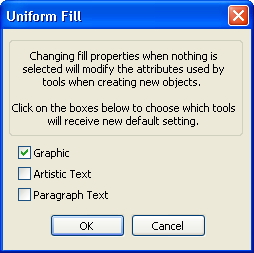 Uniform Fill
Changing fill properties when nothing is
selected will modify the attributes used by
tools when creating new objects.
Click on the boxes below to choose which tools
will receive new default setting.
Graphic
Artistic Text
Paragraph Text
OK
Cancel